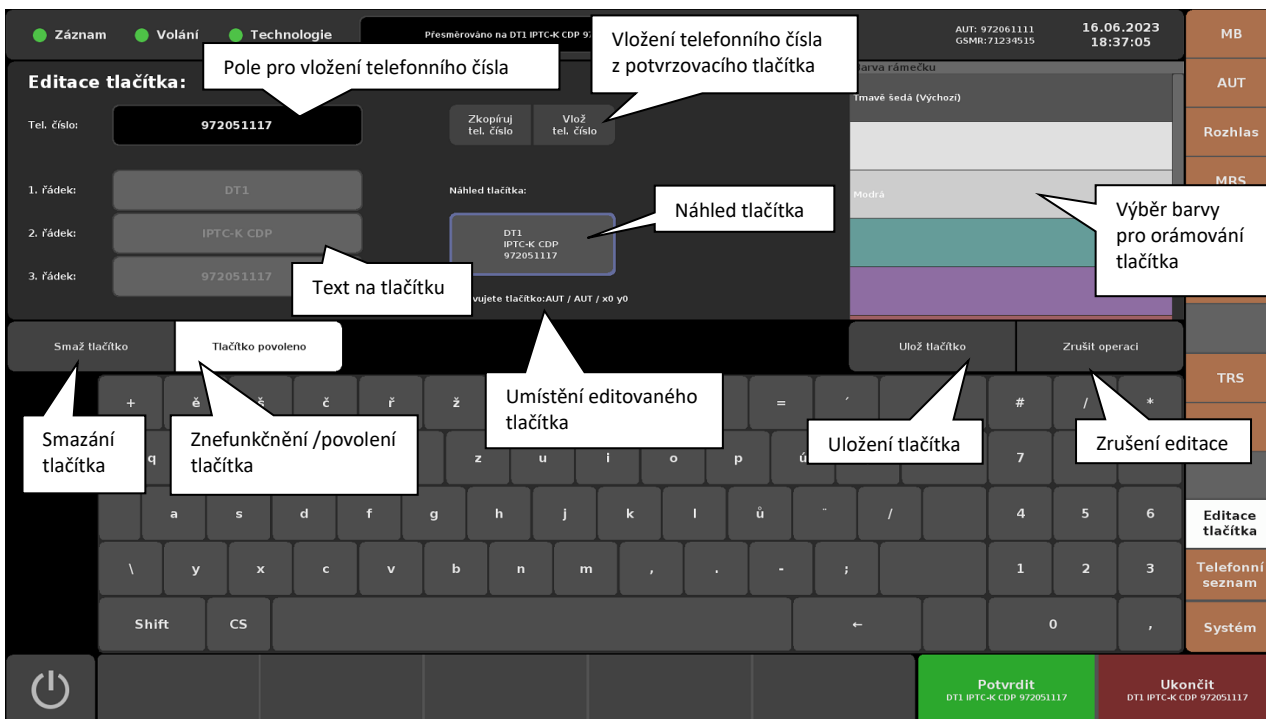 Záznam
Volání
Technologie
Přesměrováno na DT1 IPTC-K CDP
AUT: 972061111
GSMR:71234515
16.06.2023
18:37:05
MB
Pole pro vložení telefonního čísla
Vložení telefonního čísla
z potvrzovacího tlačítka
Editace tlačítka:
Barva rámečku
AUT
Tmavě šedá (Výchozí)
Tel. číslo:
972051117
Zkopíruj
tel. číslo
Vlož
tel. číslo
Rozhlas
MRS
1. řádek:
DT1
Náhled tlačítka:
Modrá
Náhled tlačítka
Výběr barvy
pro orámování
tlačítka
2. řádek:
IPTC-K CDP
DT1
IPTC-K CDP
972051117
3. řádek:
972051117
Text na tlačítku
vujete tlačítko:AUT / AUT / x0 y0
Smaž tlačítko
Tlačítko povoleno
Ulož tlačítko
Zrušit operaci
TRS
Umístění editovaného
tlačítka
+ ě š č ř ž = ´ # / *
Smazání
tlačítka
Znefunkčnění /povolení
tlačítka
Uložení tlačítka
Zrušení editace
q z u i o p ú 7
a s d f g h j k l ů ¨ / 4 5 6
Editace
tlačítka
\ y x c v b n m , . - ; 1 2 3
Telefonní
seznam
Shift CS ← 0 ,
Systém
Potvrdit
DT1 IPTC-K CDP 972051117
Ukončit
DT1 IPTC-K CDP 972051117